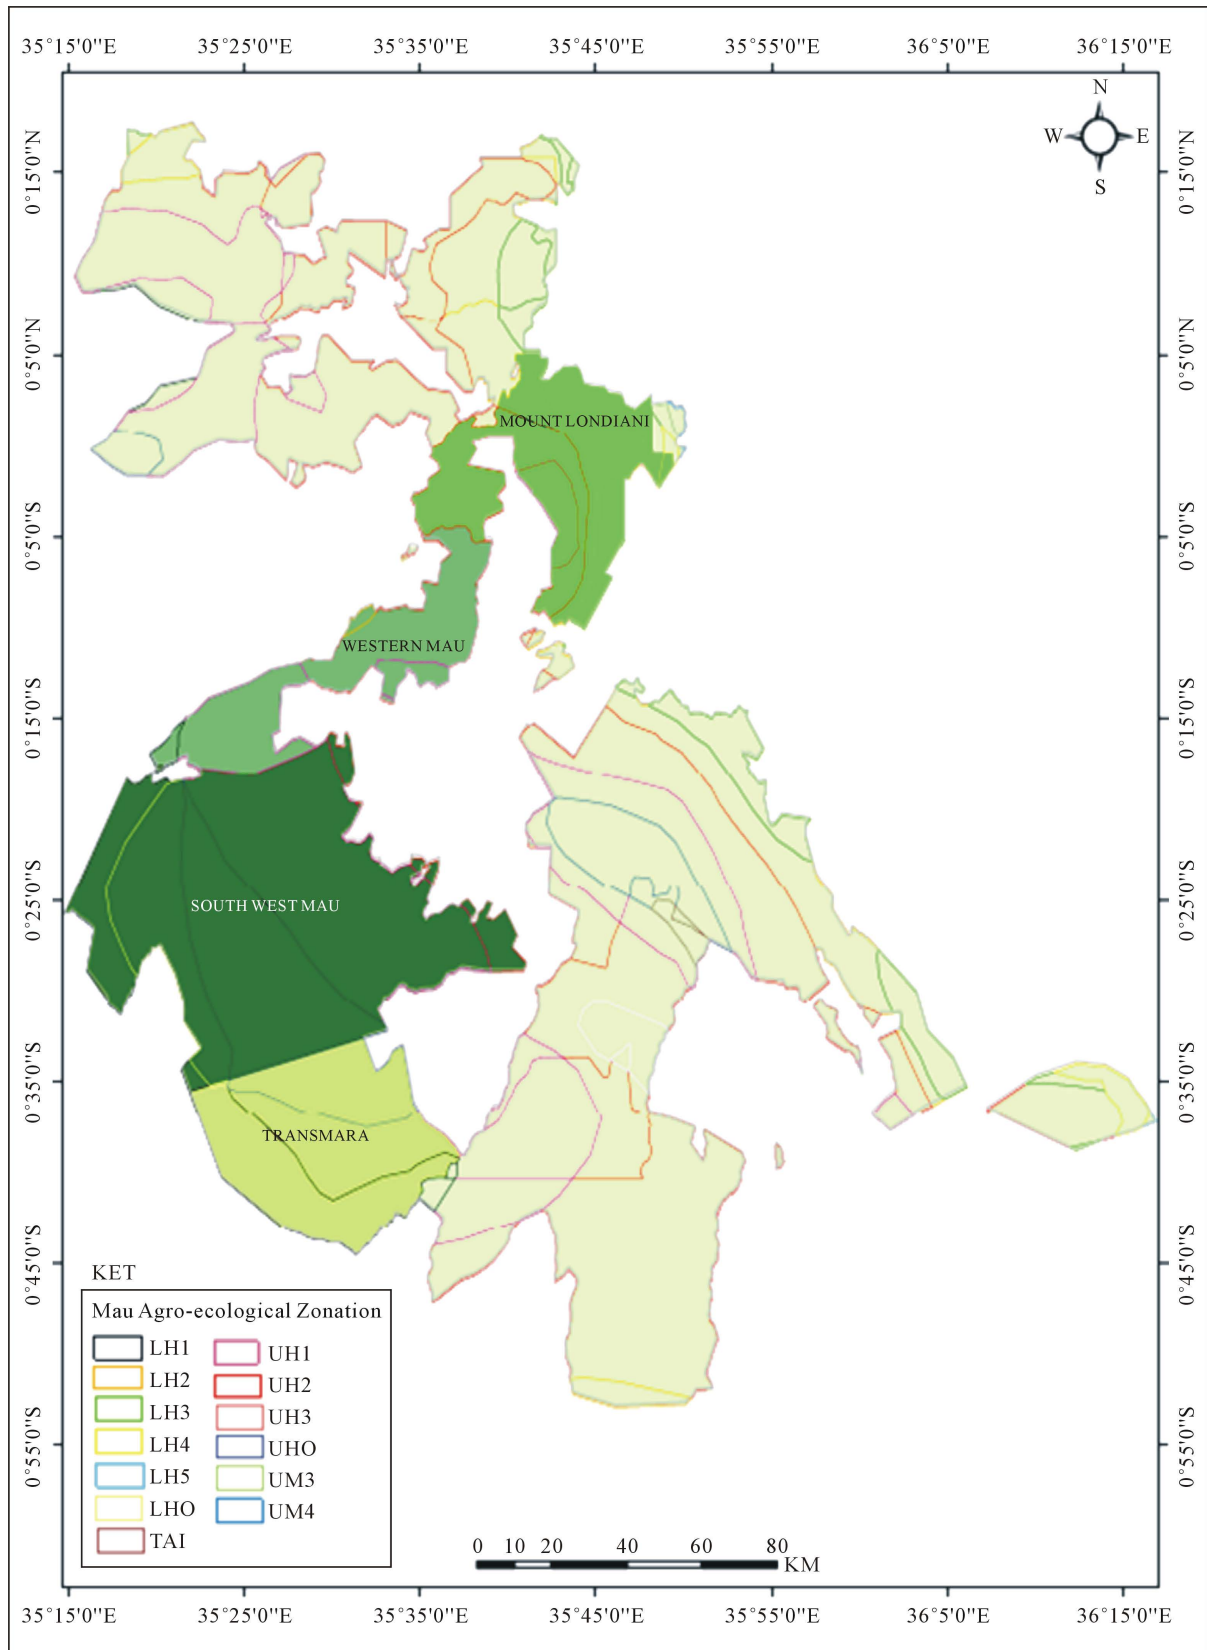 35°15'0"E 35°25'0"E 35°35'0"E 35°45'0"E 35°55'0"E 36°5'0"E 36°15'0"E
N
W E
S
0°15'0"N 0°15'0"N
0°5'0"N 0°5'0"N
MOUNT LONDIANI
0°5'0"S 0°5'0"S
WESTERN MAU
0°15'0"S 0°15'0"S
0°25'0"S 0°25'0"S
SOUTH WEST MAU
0°35'0"S 0°35'0"S
TRANSMARA
0°45'0"S 0°45'0"S
KET
Mau Agro-ecological Zonation
LH1 UH1
LH2 UH2
LH3 UH3
LH4 UHO
LH5 UM3
LHO UM4
TAI
0°55'0"S 0°55'0"S
0 10 20 40 60 80
KM
35°15'0"E 35°25'0"E 35°35'0"E 35°45'0"E 35°55'0"E 36°5'0"E 36°15'0"E